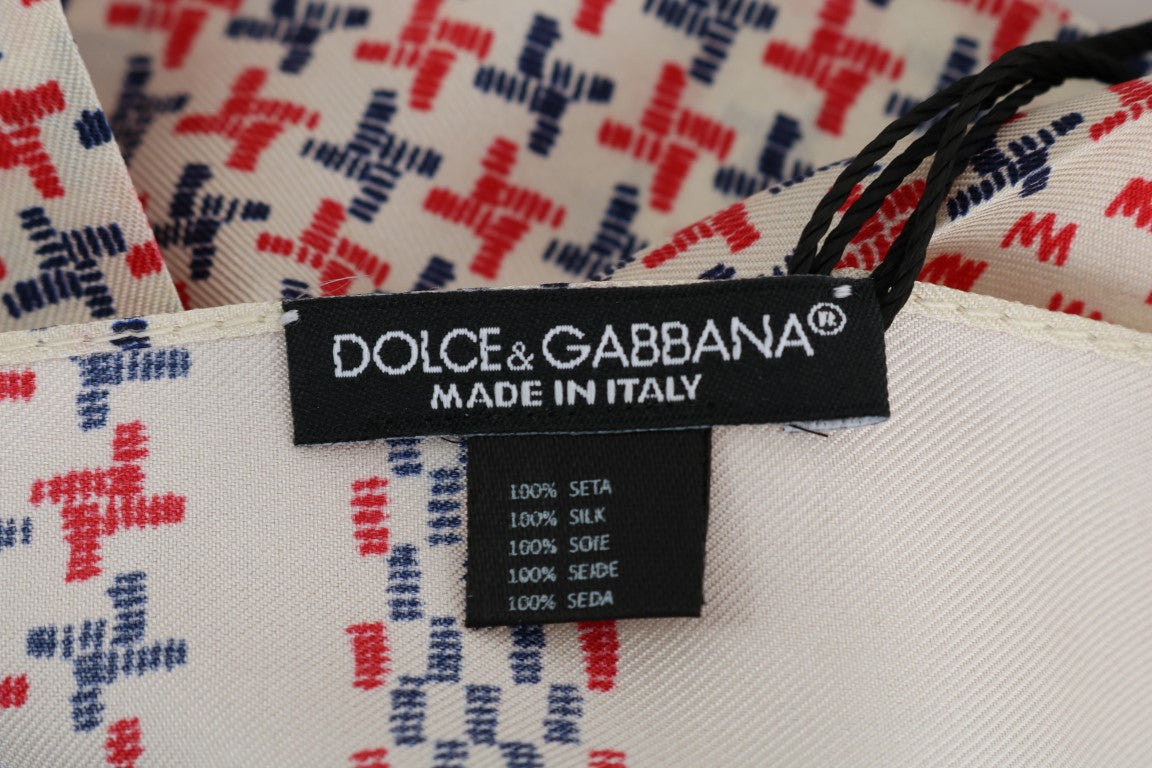 DOLCE & GABBANA®
MADE IN ITALY
100% SETA
100% SILK
100% SOIE
100% SEIDE
100% SEDA